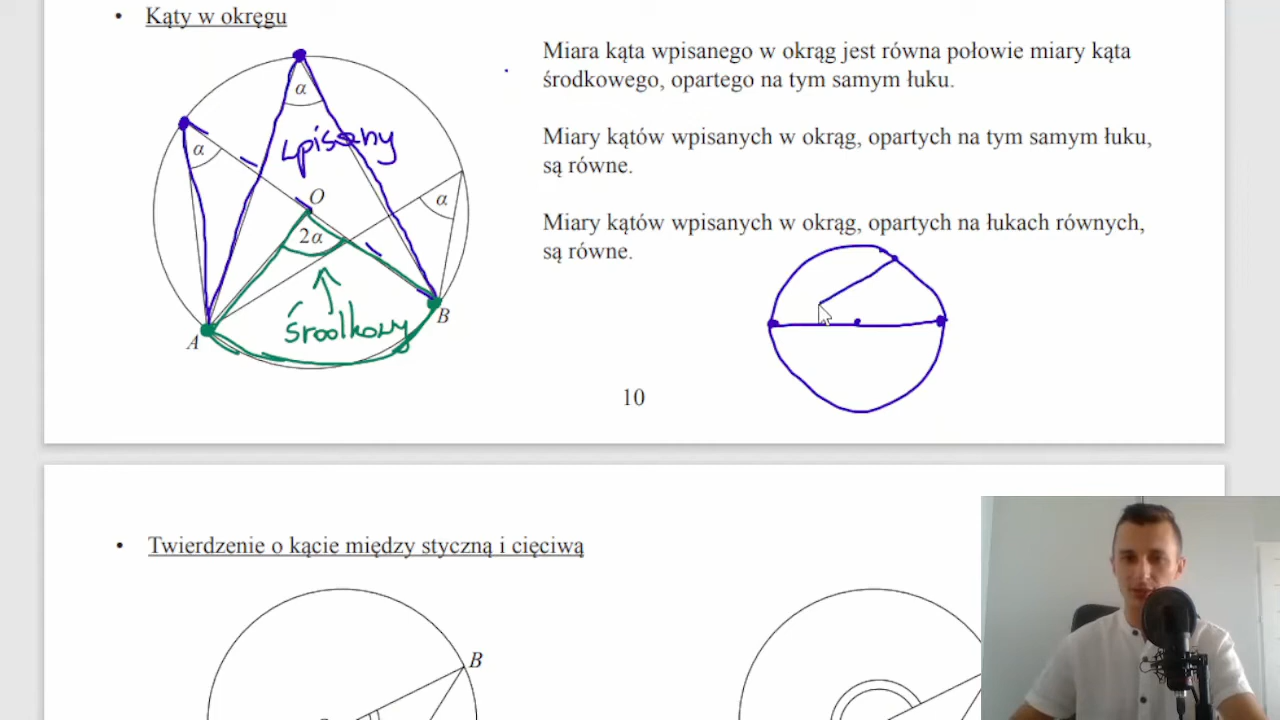 • Kąty w okręgu
α
α
wpisany
O
α
2α
środkowy
A
B
Miara kąta wpisanego w okrąg jest równa połowie miary kąta
środkowego, opartego na tym samym łuku.
Miary kątów wpisanych w okrąg, opartych na tym samym łuku,
są równe.
Miary kątów wpisanych w okrąg, opartych na łukach równych,
są równe.
10
• Twierdzenie o kącie między styczną i cięciwą
B